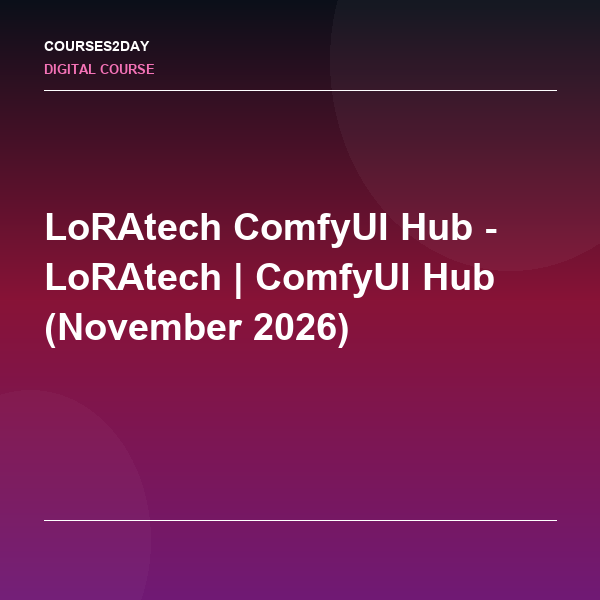 COURSES2DAY
DIGITAL COURSE
LoRAtech ComfyUI Hub -
LoRAtech | ComfyUI Hub
(November 2026)